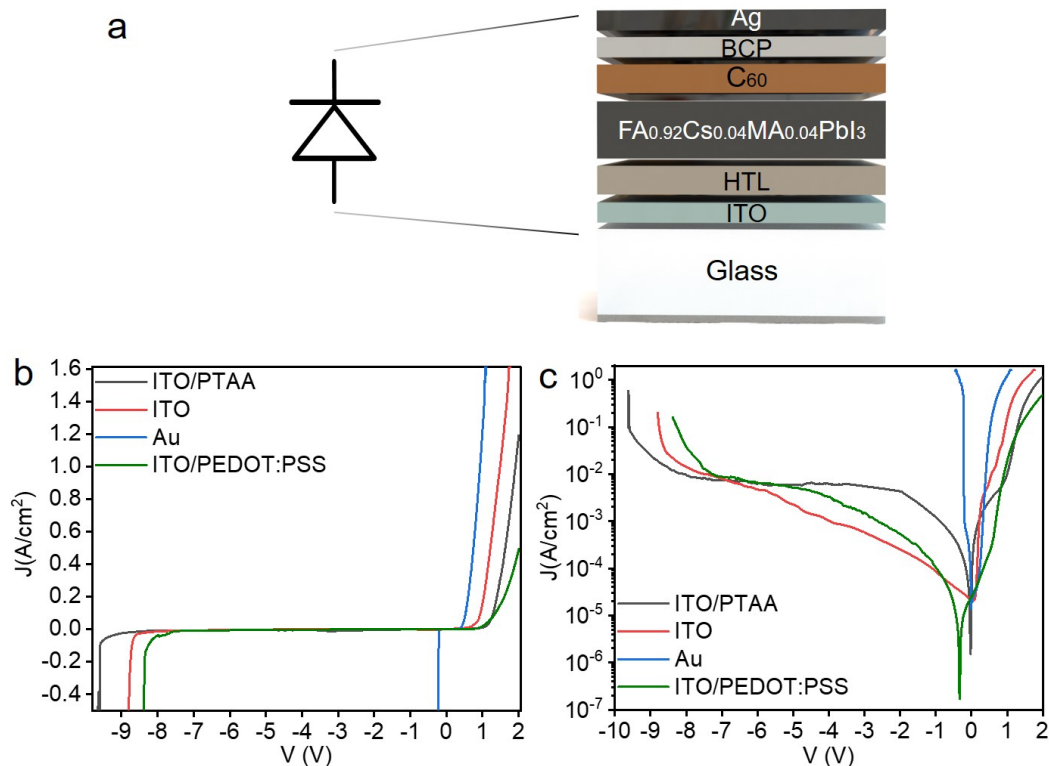 a
Ag
BCP
C₆₀
FA₀.₉₂Cs₀.₀₄MA₀.₀₄PbI₃
HTL
ITO
Glass
b
1.6
1.4
1.2
1.0
0.8
0.6
0.4
0.2
0.0
-0.2
-0.4
J(A/cm²)
ITO/PTAA
ITO
Au
ITO/PEDOT:PSS
-9 -8 -7 -6 -5 -4 -3 -2 -1 0 1 2
V (V)
c
10⁰
10⁻¹
10⁻²
10⁻³
10⁻⁴
10⁻⁵
10⁻⁶
10⁻⁷
J(A/cm²)
ITO/PTAA
ITO
Au
ITO/PEDOT:PSS
-10 -9 -8 -7 -6 -5 -4 -3 -2 -1 0 1 2
V (V)